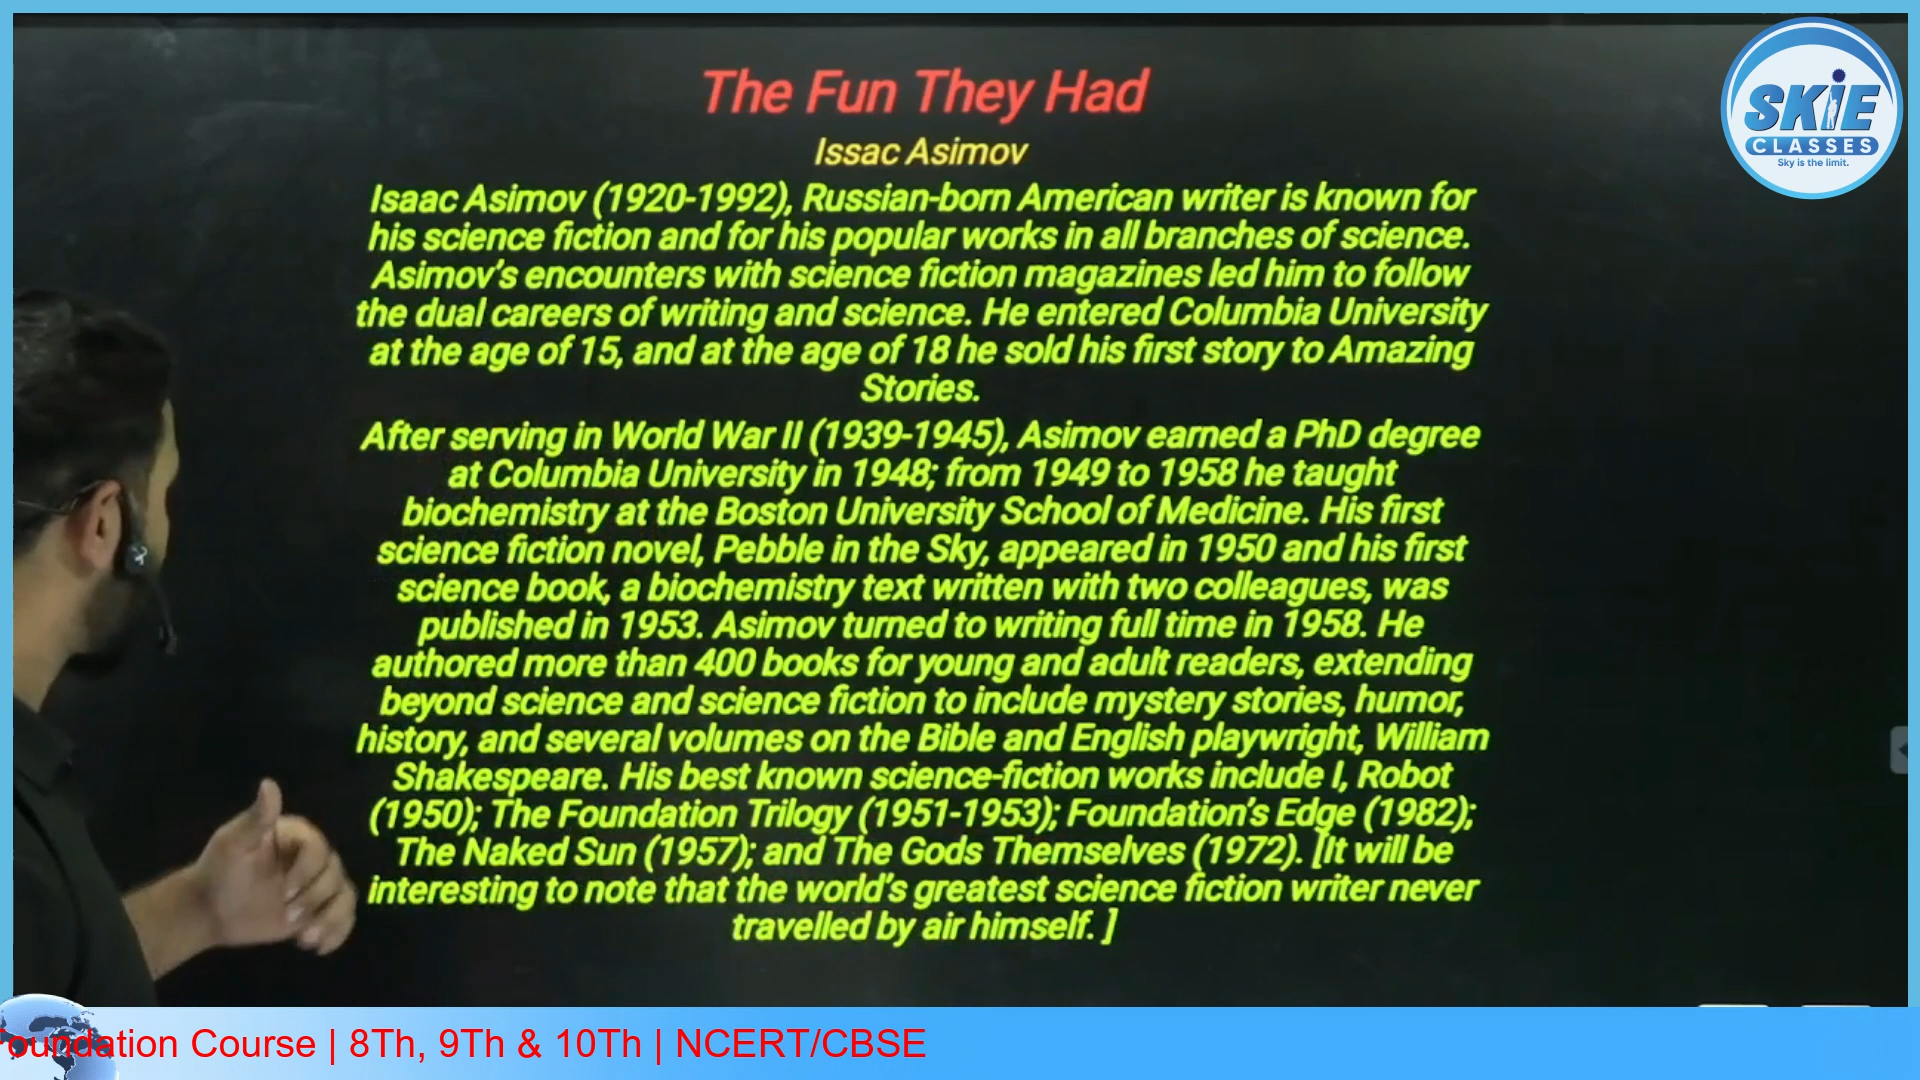 The Fun They Had
Issac Asimov
Isaac Asimov (1920-1992), Russian-born American writer is known for
his science fiction and for his popular works in all branches of science.
Asimov's encounters with science fiction magazines led him to follow
the dual careers of writing and science. He entered Columbia University
at the age of 15, and at the age of 18 he sold his first story to Amazing
Stories.
After serving in World War II (1939-1945), Asimov earned a PhD degree
at Columbia University in 1948; from 1949 to 1958 he taught
biochemistry at the Boston University School of Medicine. His first
science fiction novel, Pebble in the Sky, appeared in 1950 and his first
science book, a biochemistry text written with two colleagues, was
published in 1953. Asimov turned to writing full time in 1958. He
authored more than 400 books for young and adult readers, extending
beyond science and science fiction to include mystery stories, humor,
history, and several volumes on the Bible and English playwright, William
Shakespeare. His best known science-fiction works include I, Robot
(1950); The Foundation Trilogy (1951-1953); Foundation's Edge (1982);
The Naked Sun (1957); and The Gods Themselves (1972). [It will be
interesting to note that the world's greatest science fiction writer never
travelled by air himself. ]
SKIE
CLASSES
Sky is the limit.
oundation Course | 8Th, 9Th & 10Th | NCERT/CBSE